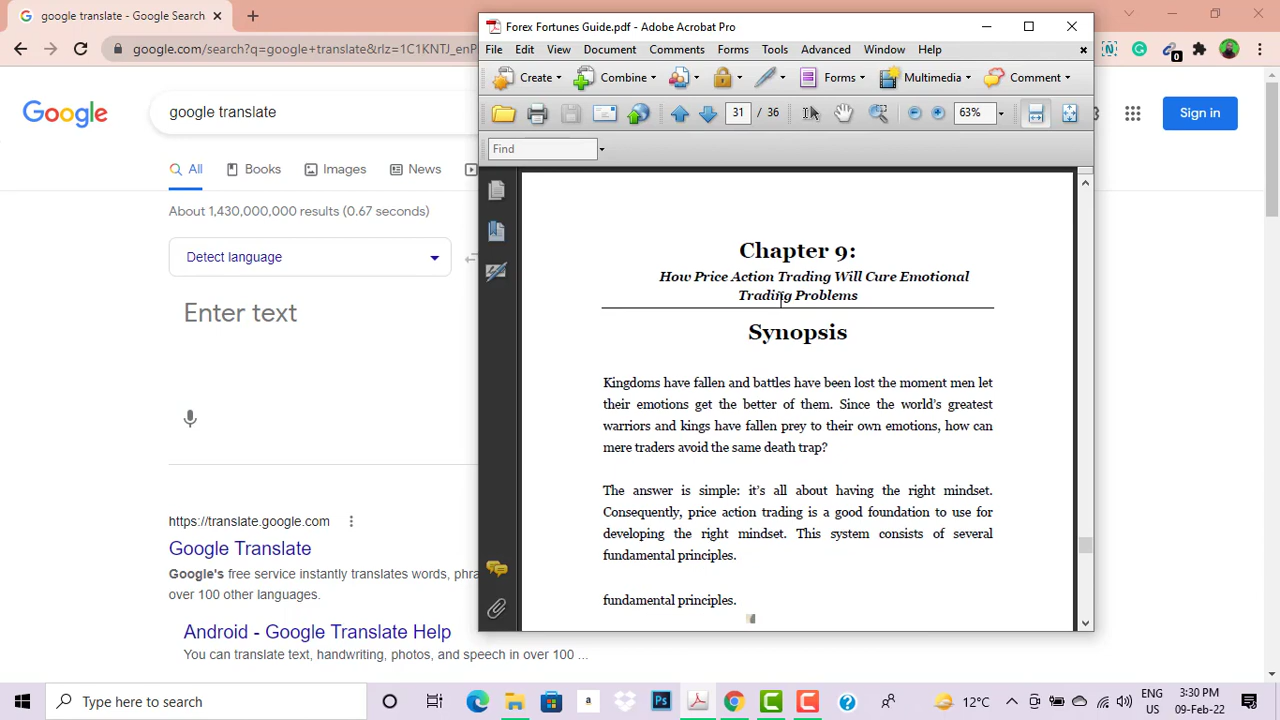 google translate - Google Search
google.com/search?q=google+translate&rlz=1C1KNTJ_enP
0
Google
google translate
Sign in
All
Books
Images
News
About 1,430,000,000 results (0.67 seconds)
Detect language
Enter text
https://translate.google.com
Google Translate
Google's free service instantly translates words, phra
over 100 other languages.
Android - Google Translate Help
You can translate text, handwriting, photos, and speech in over 100 ...
Forex Fortunes Guide.pdf - Adobe Acrobat Pro
File Edit View Document Comments Forms Tools Advanced Window Help
Create Combine Forms Multimedia Comment
31 / 36 63%
Find
Chapter 9:
How Price Action Trading Will Cure Emotional
Trading Problems
Synopsis
Kingdoms have fallen and battles have been lost the moment men let
their emotions get the better of them. Since the world's greatest
warriors and kings have fallen prey to their own emotions, how can
mere traders avoid the same death trap?
The answer is simple: it's all about having the right mindset.
Consequently, price action trading is a good foundation to use for
developing the right mindset. This system consists of several
fundamental principles.
fundamental principles.
Type here to search
a
Ps
12°C
ENG
US
3:30 PM
09-Feb-22